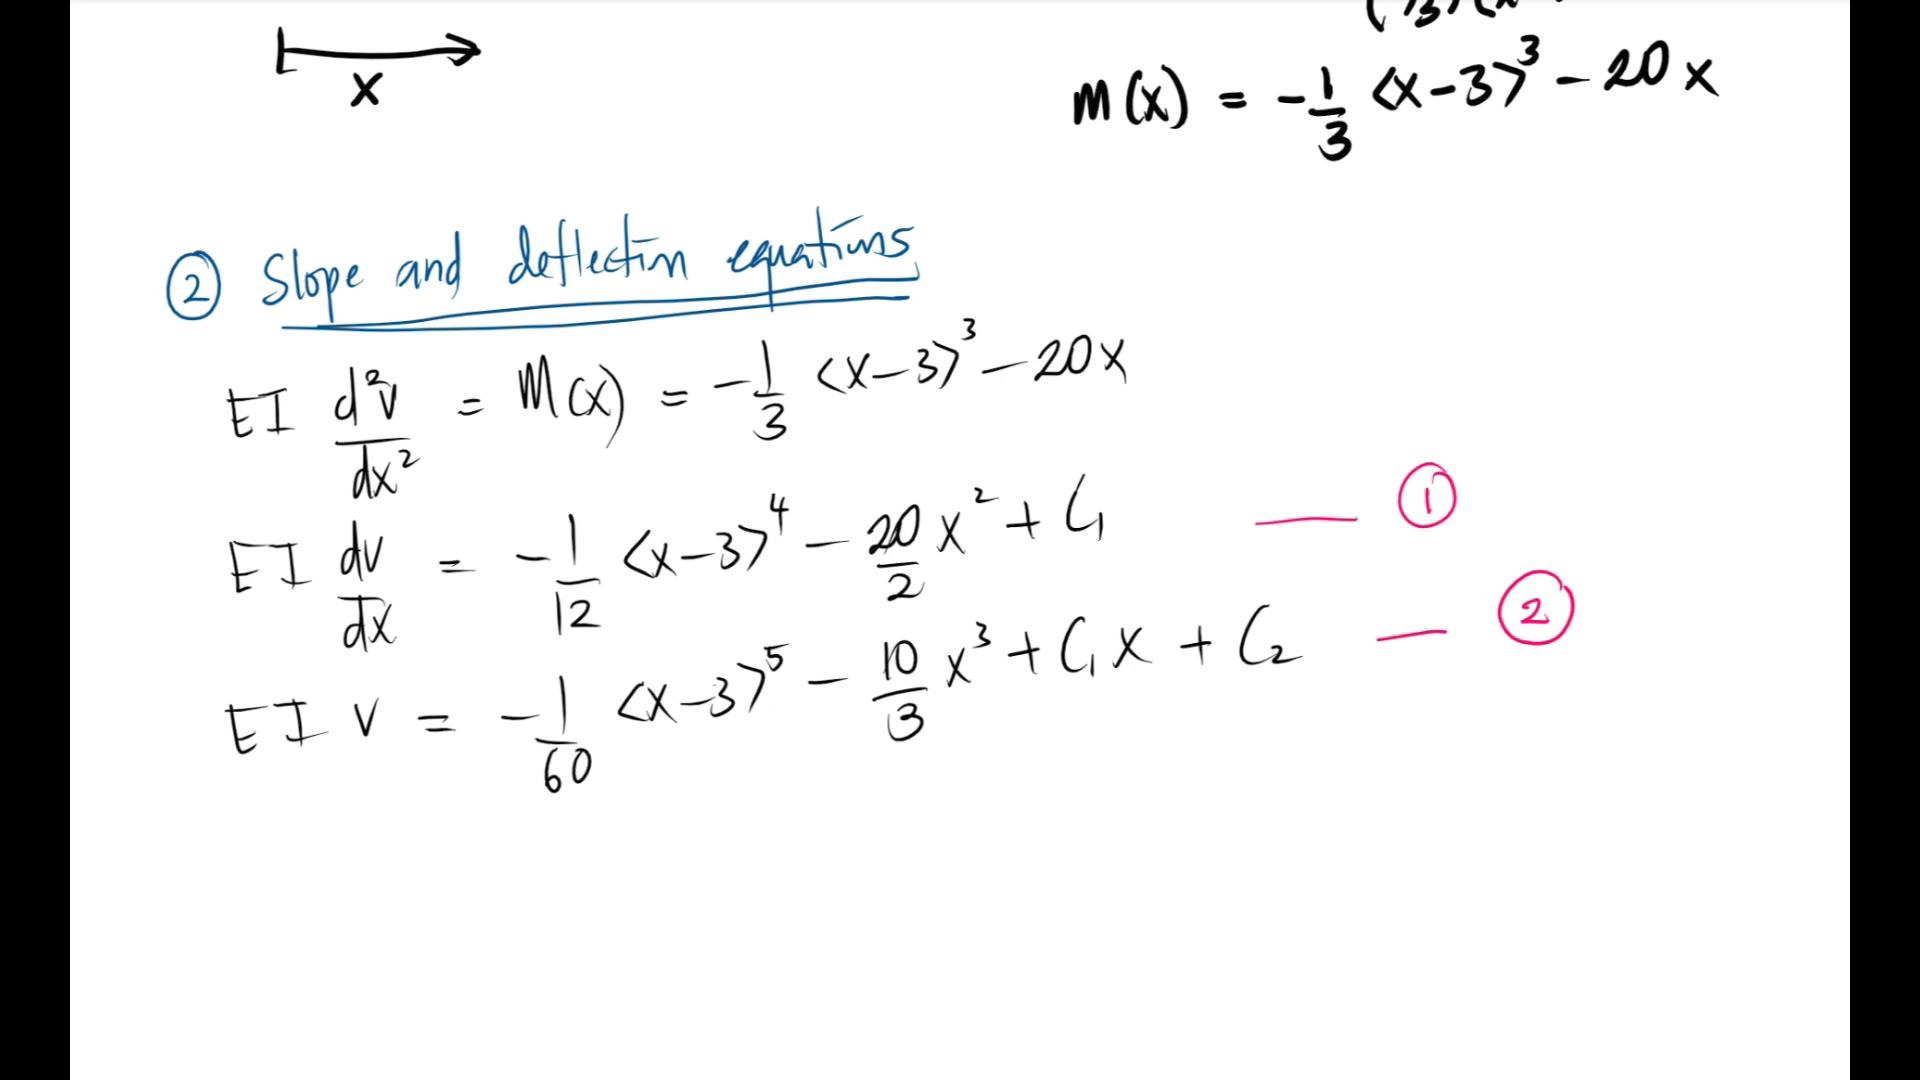 x
m(x) = -1/3 <x-3>³ - 20x
② Slope and deflection equations
EI d²v/dx² = M(x) = -1/3 <x-3>³ - 20x
EI dv/dx = -1/12 <x-3>⁴ - 20/2 x² + C₁ — ①
EI v = -1/60 <x-3>⁵ - 10/3 x³ + C₁x + C₂ — ②